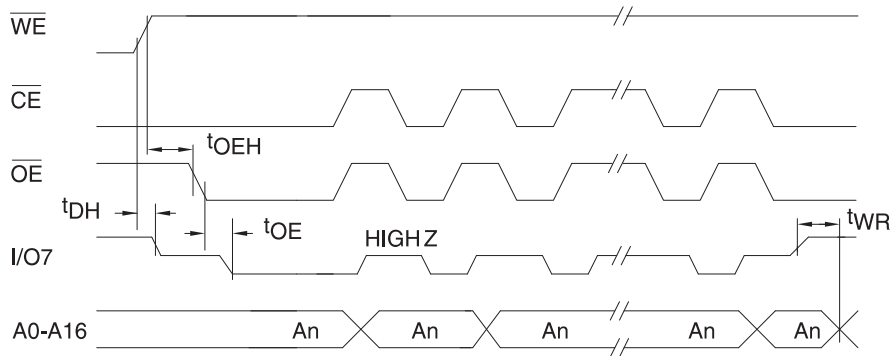 WE
CE
tOEH
OE
tDH
tOE
HIGH Z
tWR
I/O7
A0-A16
An An An An An